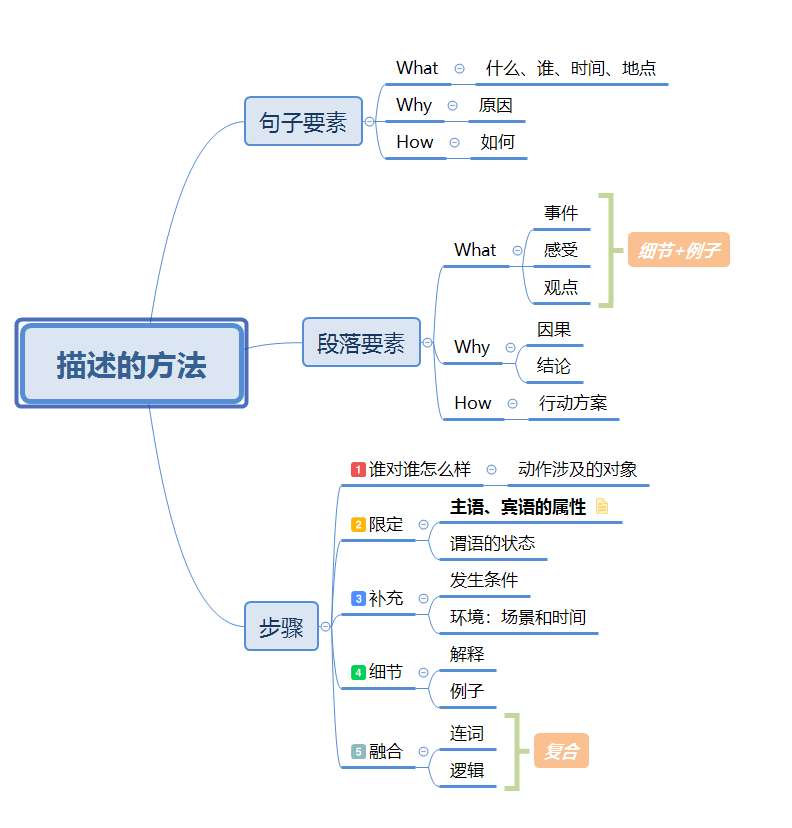 描述的方法
句子要素
What
什么、谁、时间、地点
Why
原因
How
如何
段落要素
What
事件
感受
观点
细节+例子
Why
因果
结论
How
行动方案
步骤
1 谁对谁怎么样
动作涉及的对象
2 限定
主语、宾语的属性
谓语的状态
3 补充
发生条件
环境：场景和时间
4 细节
解释
例子
5 融合
连词
逻辑
复合